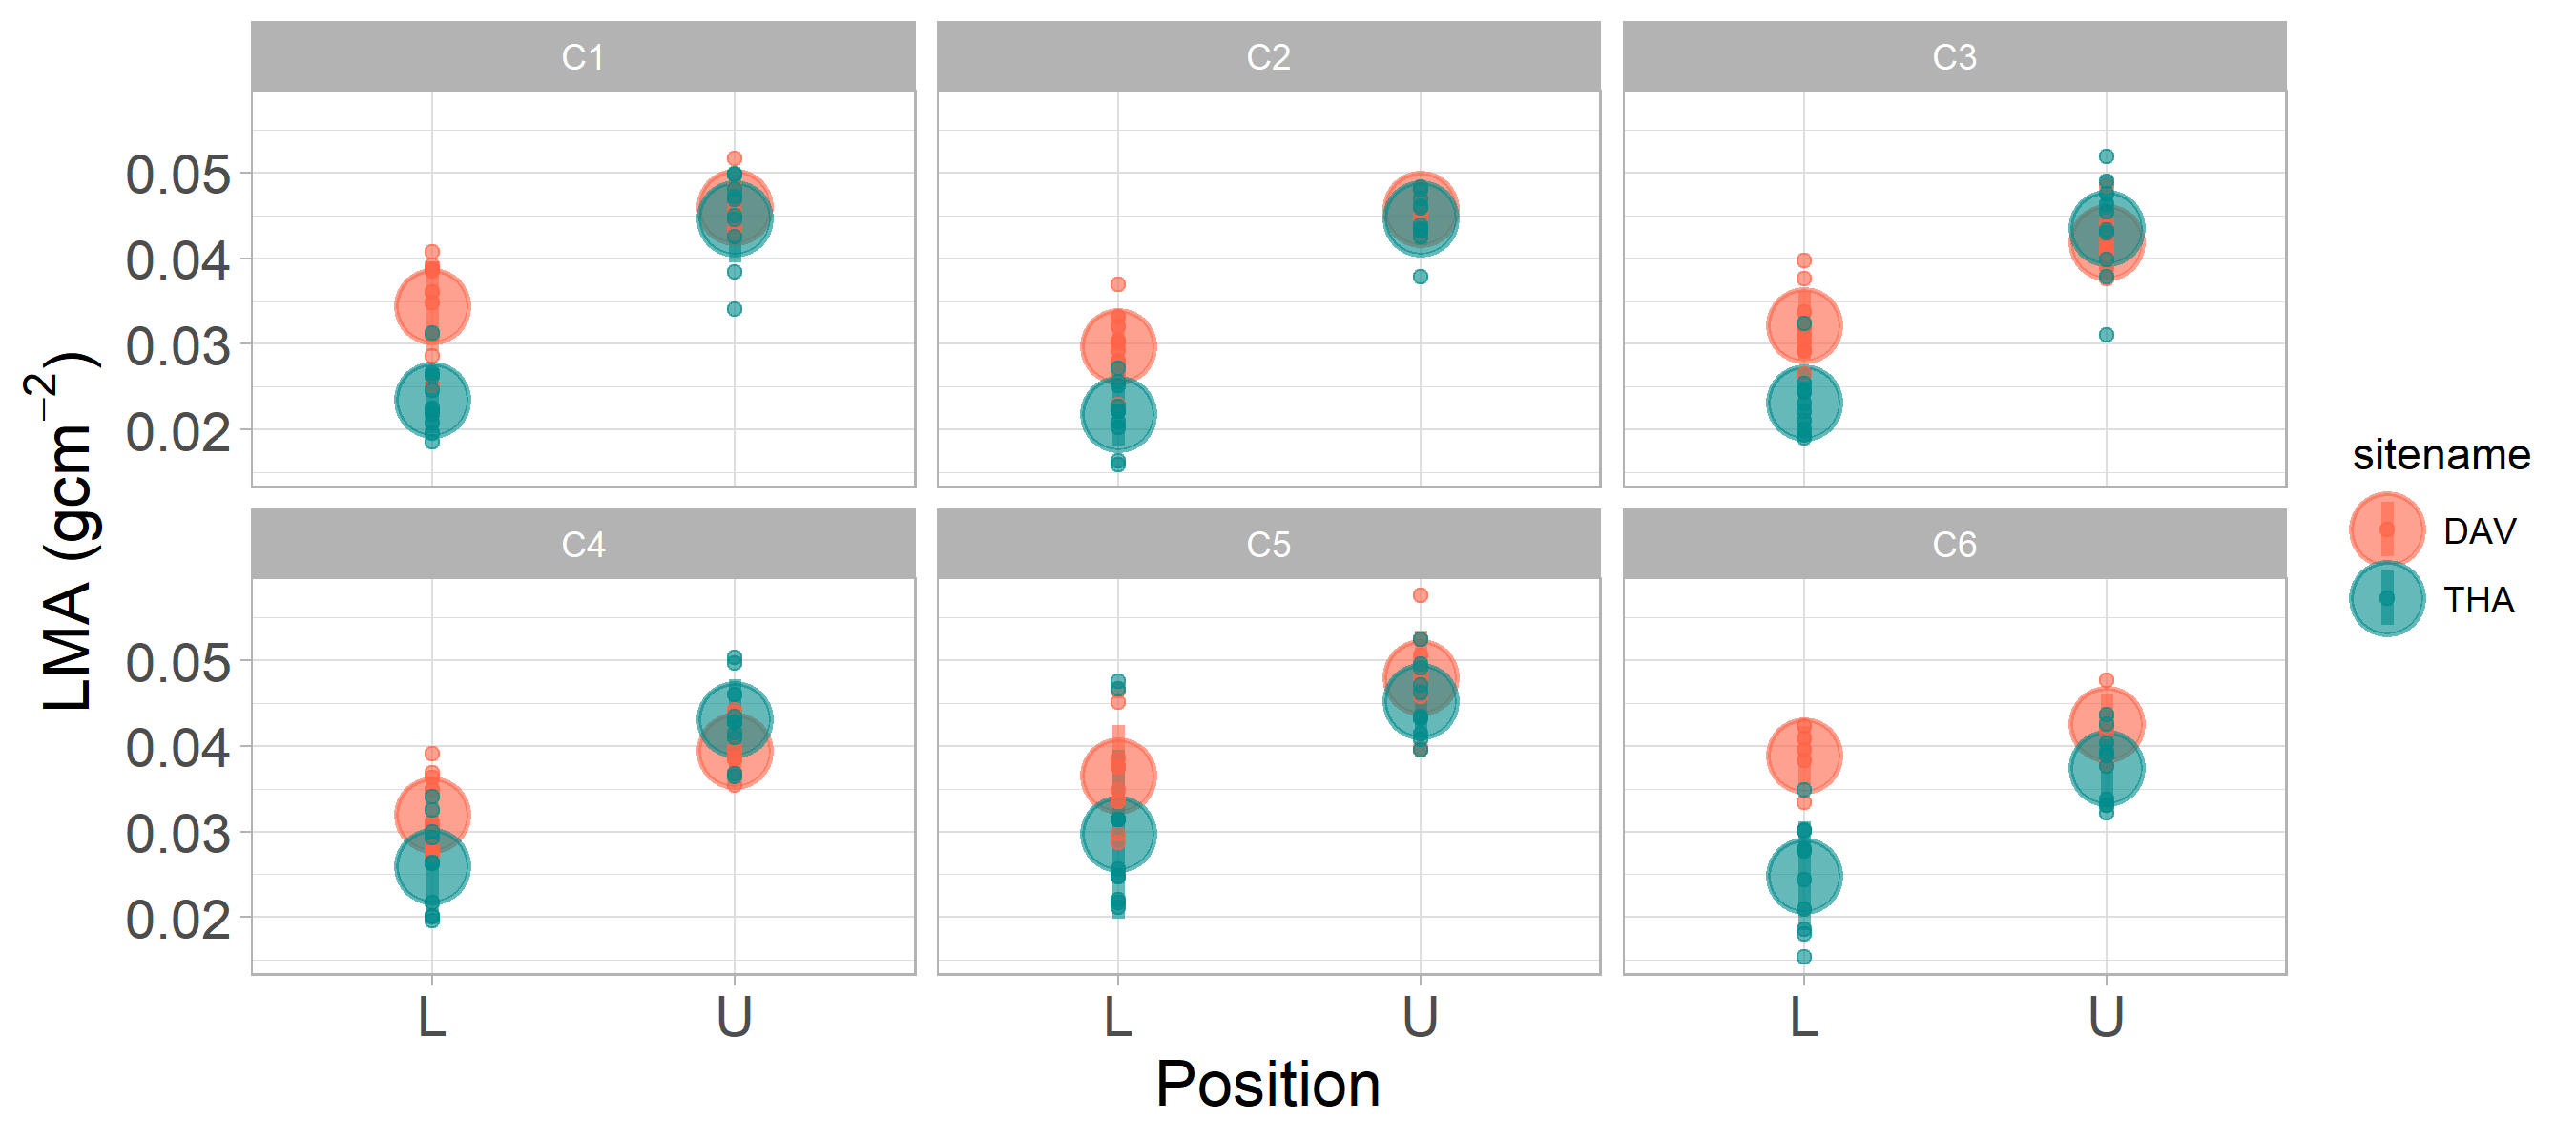 C1 C2 C3
0.05
0.04
0.03
0.02
C4 C5 C6
0.05
0.04
0.03
0.02
L U L U L U
Position
LMA (gcm⁻²)
sitename
DAV
THA